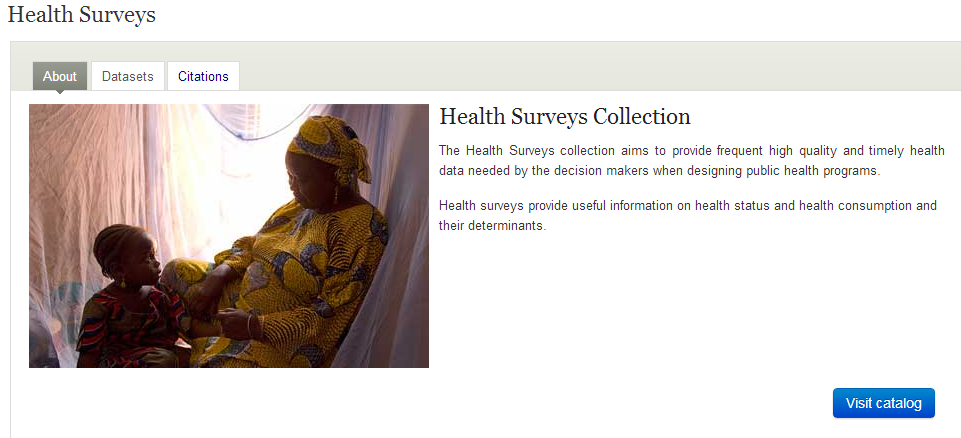 Health Surveys
About
Datasets
Citations
Health Surveys Collection
The Health Surveys collection aims to provide frequent high quality and timely health
data needed by the decision makers when designing public health programs.
Health surveys provide useful information on health status and health consumption and
their determinants.
Visit catalog